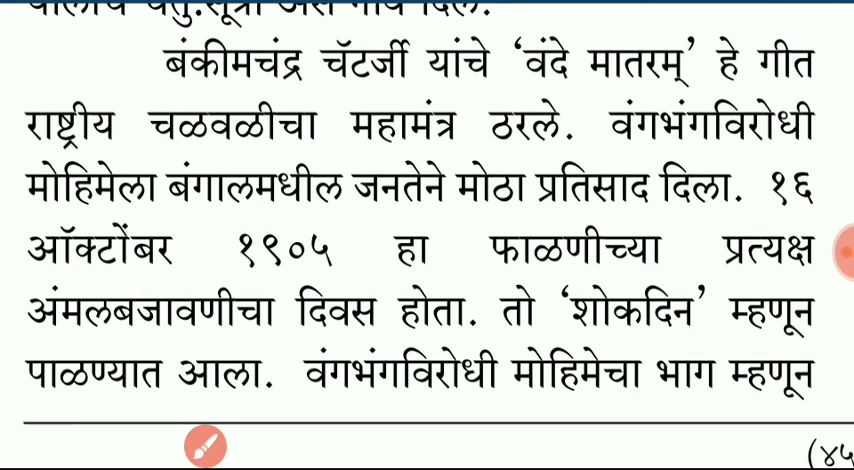 बंकीमचंद्र चॅटर्जी यांचे ‘वंदे मातरम्’ हे गीत
राष्ट्रीय चळवळीचा महामंत्र ठरले. वंगभंगविरोधी
मोहिमेला बंगालमधील जनतेने मोठा प्रतिसाद दिला. १६
ऑक्टोंबर १९०५ हा फाळणीच्या प्रत्यक्ष
अंमलबजावणीचा दिवस होता. तो ‘शोकदिन’ म्हणून
पाळण्यात आला. वंगभंगविरोधी मोहिमेचा भाग म्हणून
(४५